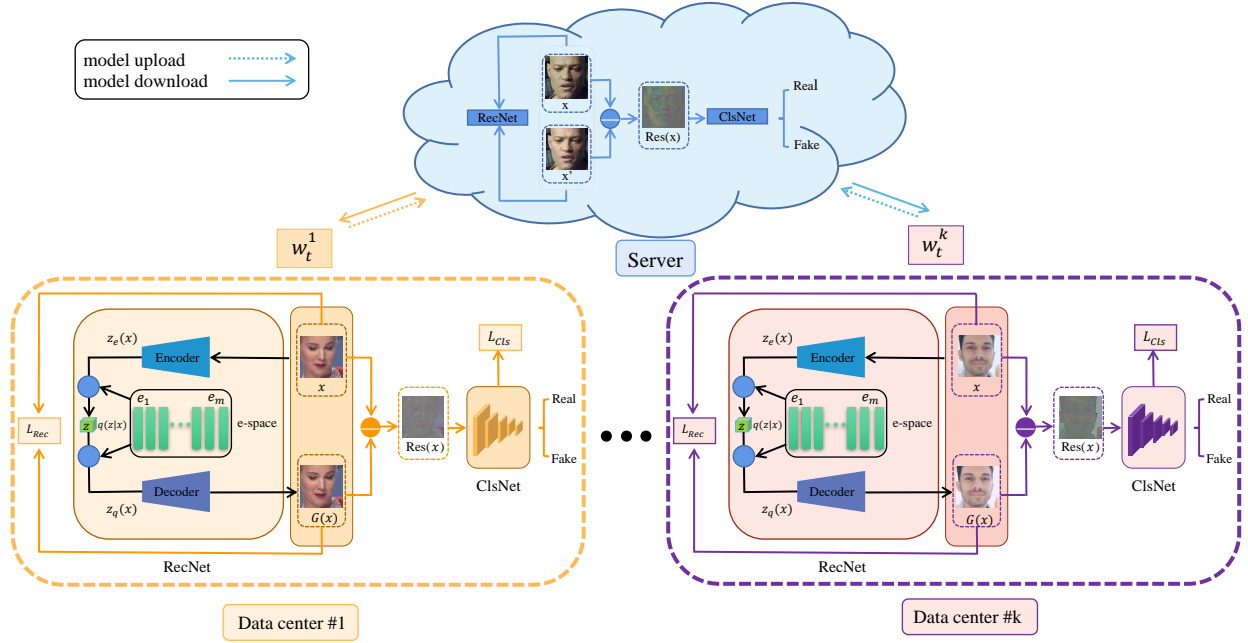 model upload
model download
x
RecNet
x'
Res(x)
ClsNet
Real
Fake
Server
w_t^1
w_t^k
z_e(x)
Encoder
x
e_1
e_m
z
q(z|x)
e-space
L_Rec
Decoder
z_q(x)
G(x)
RecNet
Res(x)
L_Cls
ClsNet
Real
Fake
Data center #1
z_e(x)
Encoder
x
e_1
e_m
z
q(z|x)
e-space
L_Rec
Decoder
z_q(x)
G(x)
RecNet
Res(x)
L_Cls
ClsNet
Real
Fake
Data center #k